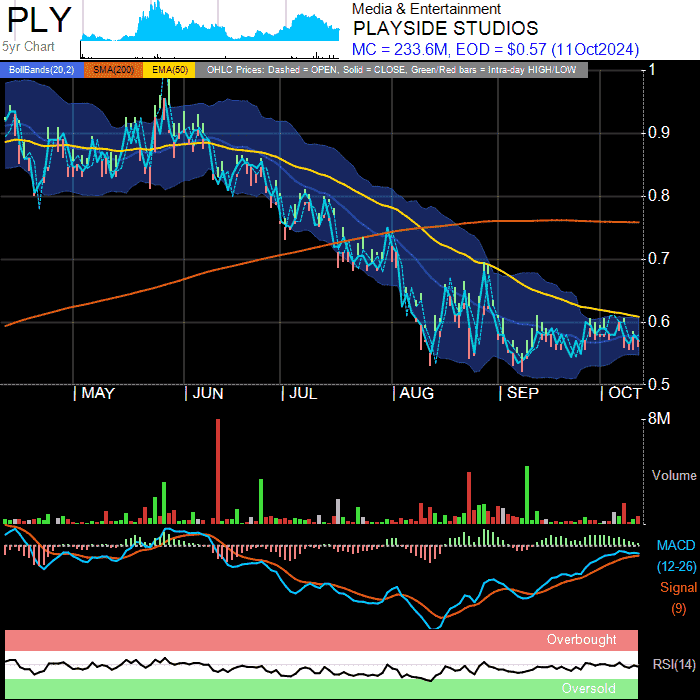 PLY
5yr Chart
Media & Entertainment
PLAYSIDE STUDIOS
MC = 233.6M, EOD = $0.57 (11Oct2024)
BollBands(20,2) SMA(200) EMA(50) OHLC Prices: Dashed = OPEN, Solid = CLOSE, Green/Red bars = Intra-day HIGH/LOW
1
0.9
0.8
0.7
0.6
0.5
MAY JUN JUL AUG SEP OCT
8M
Volume
MACD
(12-26)
Signal
(9)
Overbought
RSI(14)
Oversold